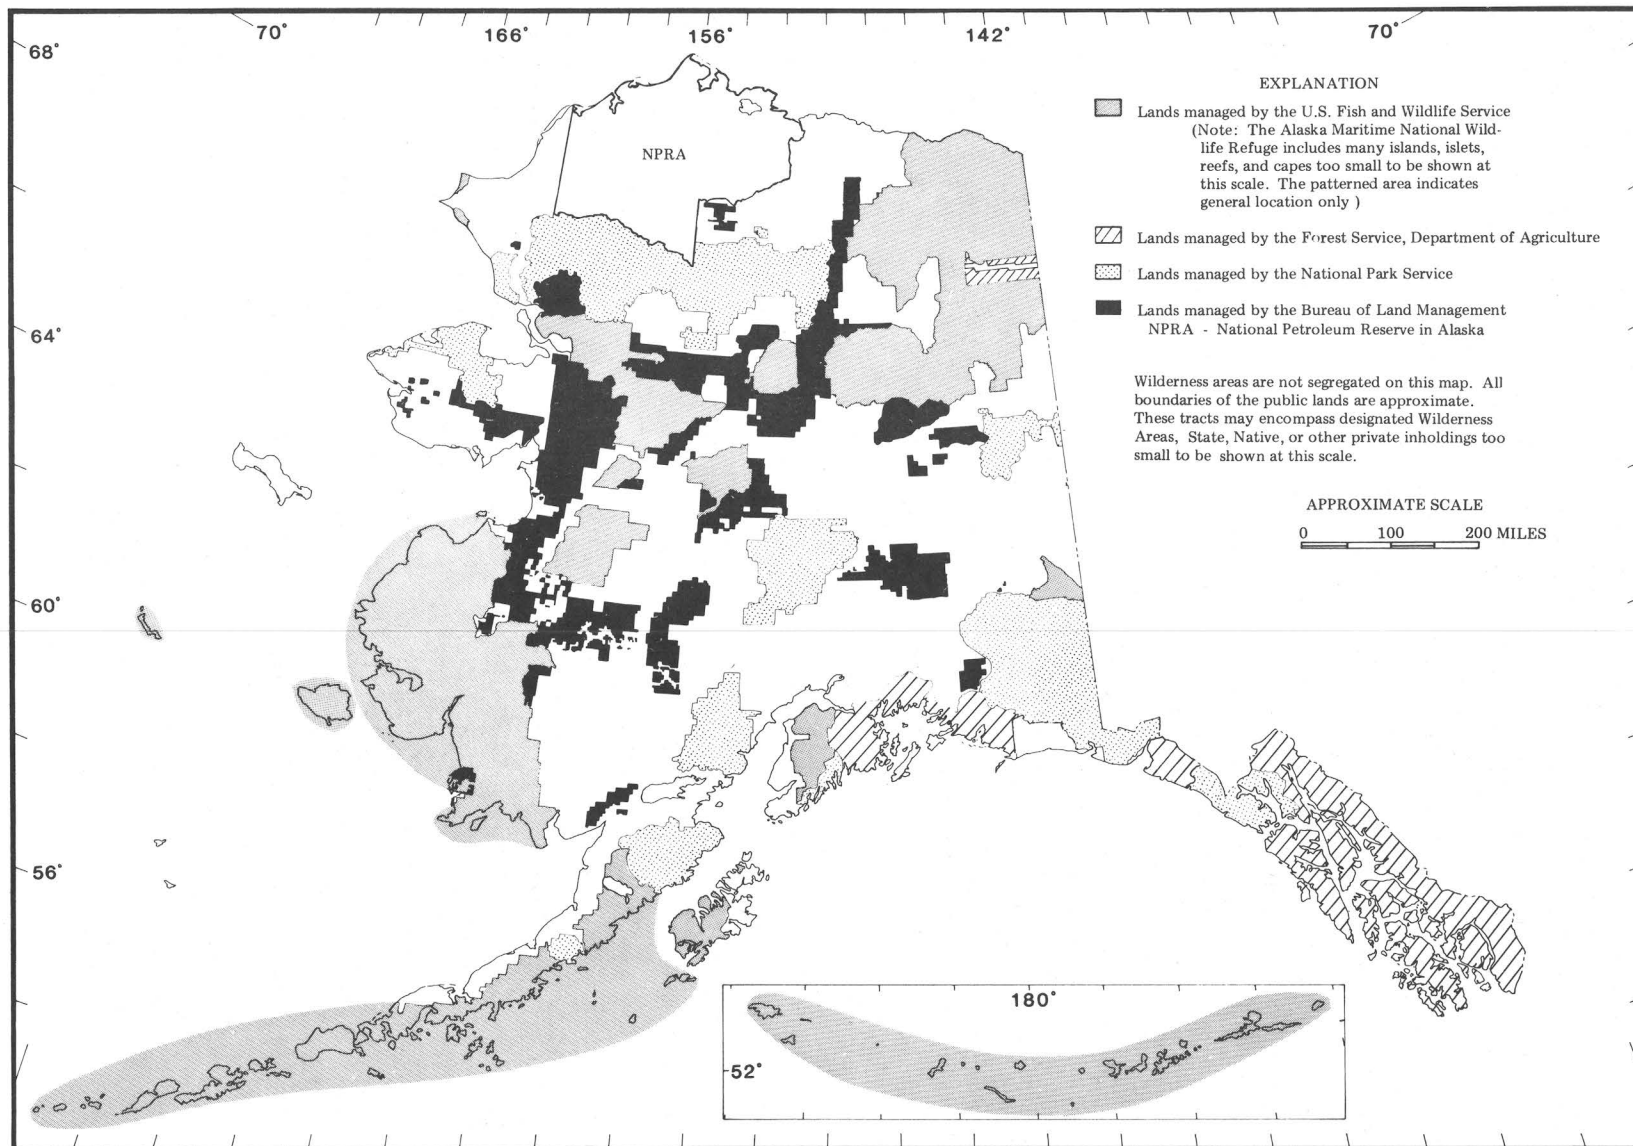 70°
166°
156°
142°
70°
68°
64°
60°
56°
NPRA
EXPLANATION
Lands managed by the U.S. Fish and Wildlife Service
(Note: The Alaska Maritime National Wild-
life Refuge includes many islands, islets,
reefs, and capes too small to be shown at
this scale. The patterned area indicates
general location only )
Lands managed by the Forest Service, Department of Agriculture
Lands managed by the National Park Service
Lands managed by the Bureau of Land Management
NPRA - National Petroleum Reserve in Alaska
Wilderness areas are not segregated on this map. All
boundaries of the public lands are approximate.
These tracts may encompass designated Wilderness
Areas, State, Native, or other private inholdings too
small to be shown at this scale.
APPROXIMATE SCALE
0 100 200 MILES
180°
52°